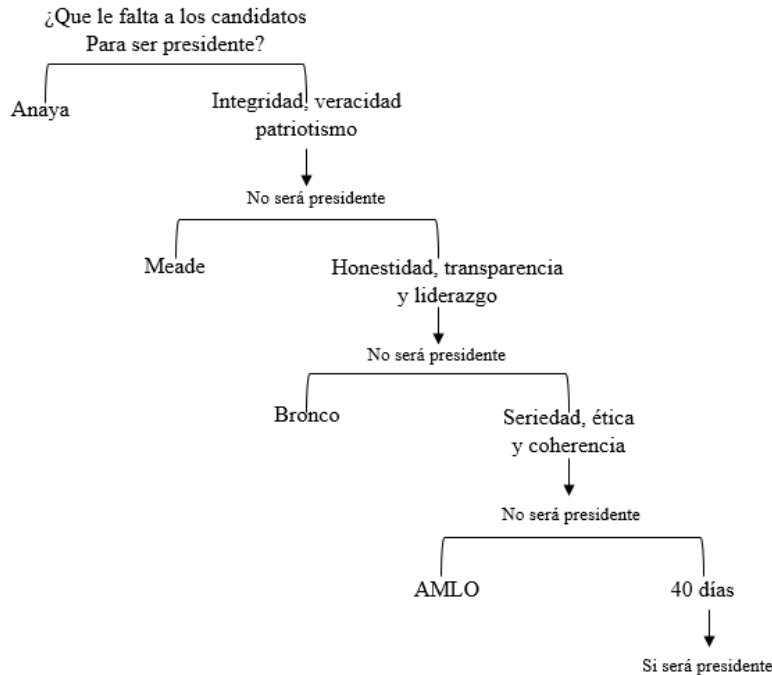 ¿Que le falta a los candidatos
Para ser presidente?
Anaya
Integridad, veracidad
patriotismo
No será presidente
Meade
Honestidad, transparencia
y liderazgo
No será presidente
Bronco
Seriedad, ética
y coherencia
No será presidente
AMLO
40 días
Si será presidente